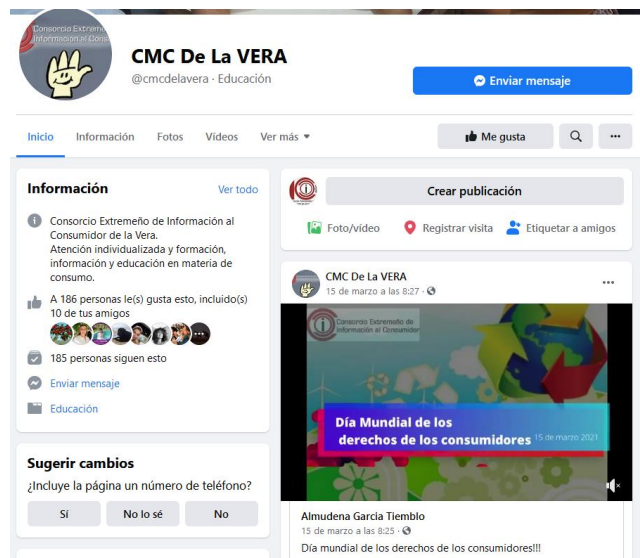 Consorcio Extremeño
Información al Cons
CMC De La VERA
@cmcdelavera · Educación
Enviar mensaje
Inicio Información Fotos Vídeos Ver más
Me gusta
Información
Ver todo
Consorcio Extremeño de Información al
Consumidor de la Vera.
Atención individualizada y formación,
información y educación en materia de
consumo.
A 186 personas le(s) gusta esto, incluido(s)
10 de tus amigos
185 personas siguen esto
Enviar mensaje
Educación
Sugerir cambios
¿Incluye la página un número de teléfono?
Sí No lo sé No
Crear publicación
Foto/vídeo Registrar visita Etiquetar a amigos
CMC De La VERA
15 de marzo a las 8:27 ·
Consorcio Extremeño de
Información al Consumidor
Día Mundial de los
derechos de los consumidores 15 de marzo 2021
Almudena Garcia Tiemblo
15 de marzo a las 8:25 ·
Día mundial de los derechos de los consumidores!!!